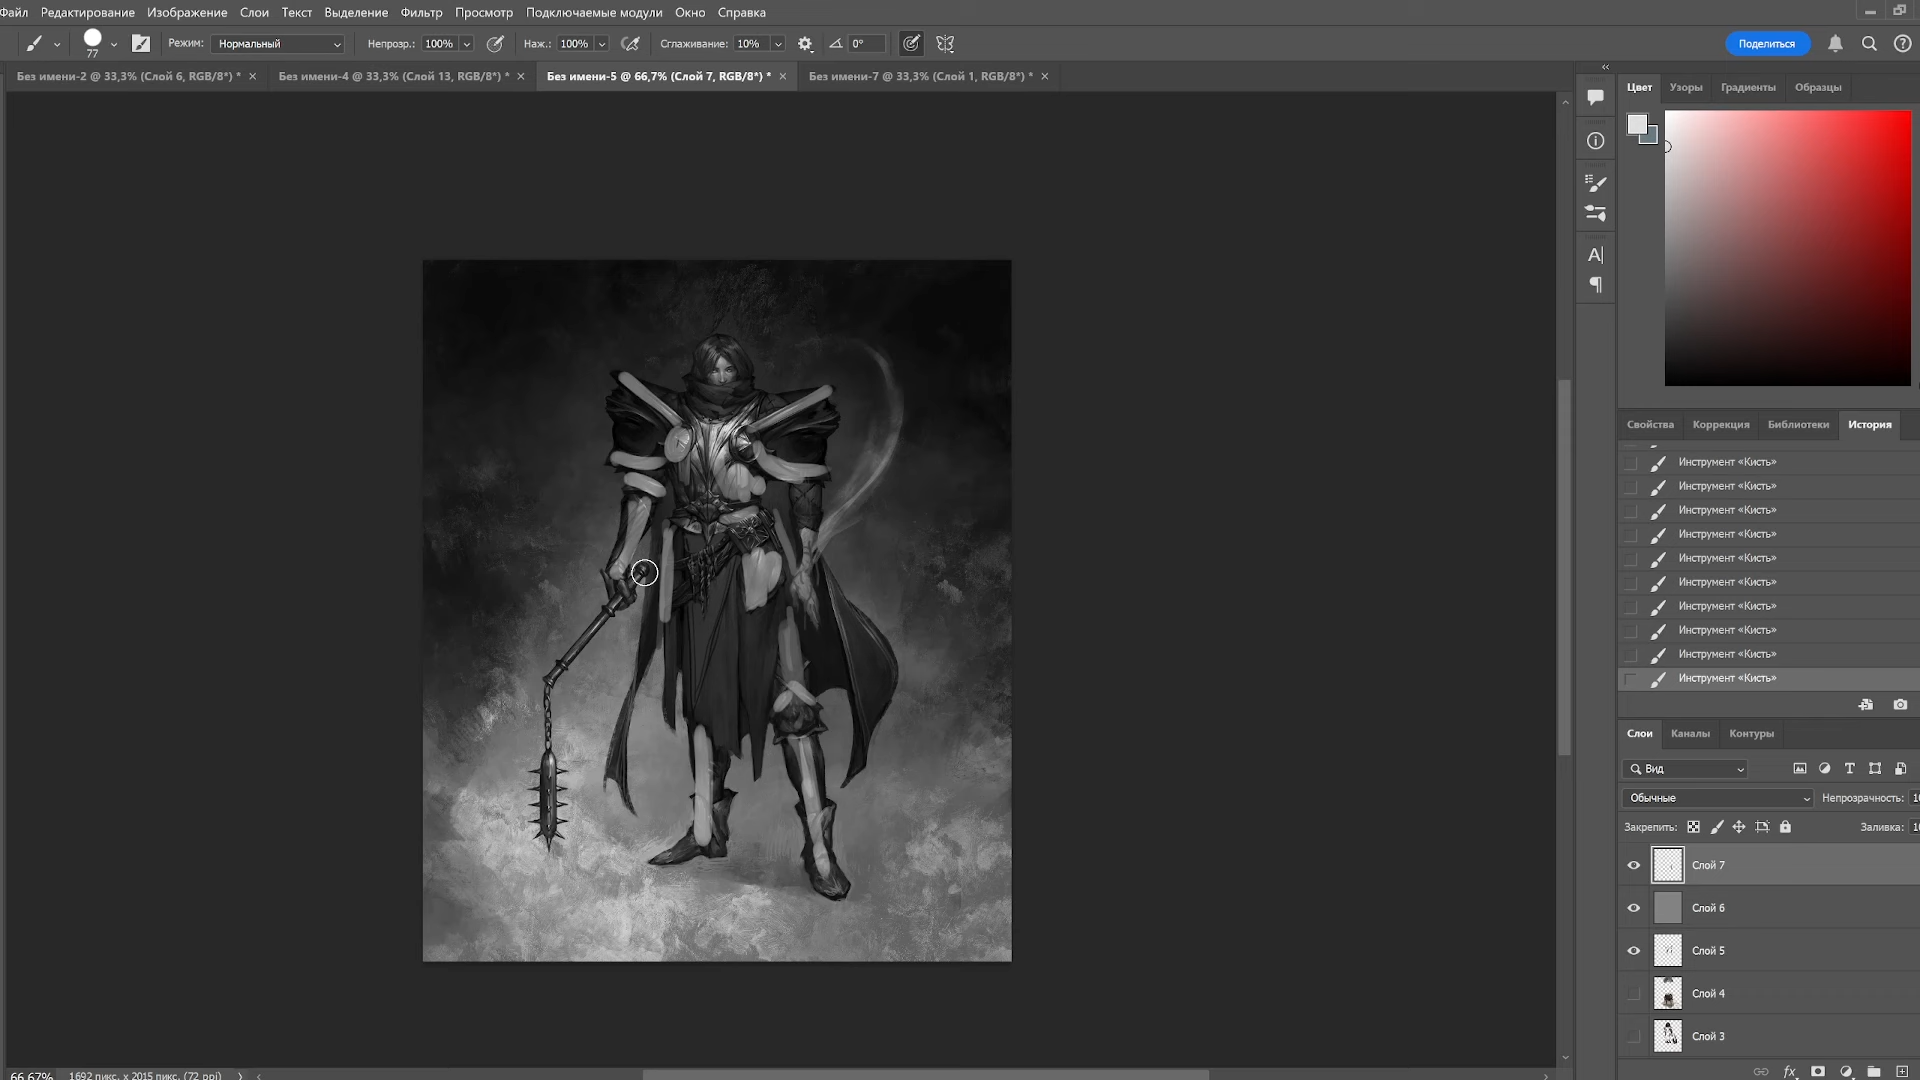 Файл Редактирование Изображение Слои Текст Выделение Фильтр Просмотр Подключаемые модули Окно Справка
77 Режим: Нормальный Непрозр.: 100% Наж.: 100% Сглаживание: 10% 0° Поделиться
Без имени-2 @ 33,3% (Слой 6, RGB/8*) * Без имени-4 @ 33,3% (Слой 13, RGB/8*) * Без имени-5 @ 66,7% (Слой 7, RGB/8*) * Без имени-7 @ 33,3% (Слой 1, RGB/8*) *
Цвет Узоры Градиенты Образцы
Свойства Коррекция Библиотеки История
Инструмент «Кисть»
Инструмент «Кисть»
Инструмент «Кисть»
Инструмент «Кисть»
Инструмент «Кисть»
Инструмент «Кисть»
Инструмент «Кисть»
Инструмент «Кисть»
Инструмент «Кисть»
Инструмент «Кисть»
Слои Каналы Контуры
Вид
Обычные Непрозрачность:
Закрепить: Заливка:
Слой 7
Слой 6
Слой 5
Слой 4
Слой 3
66,67% 1692 пикс. x 2015 пикс. (72 ppi)